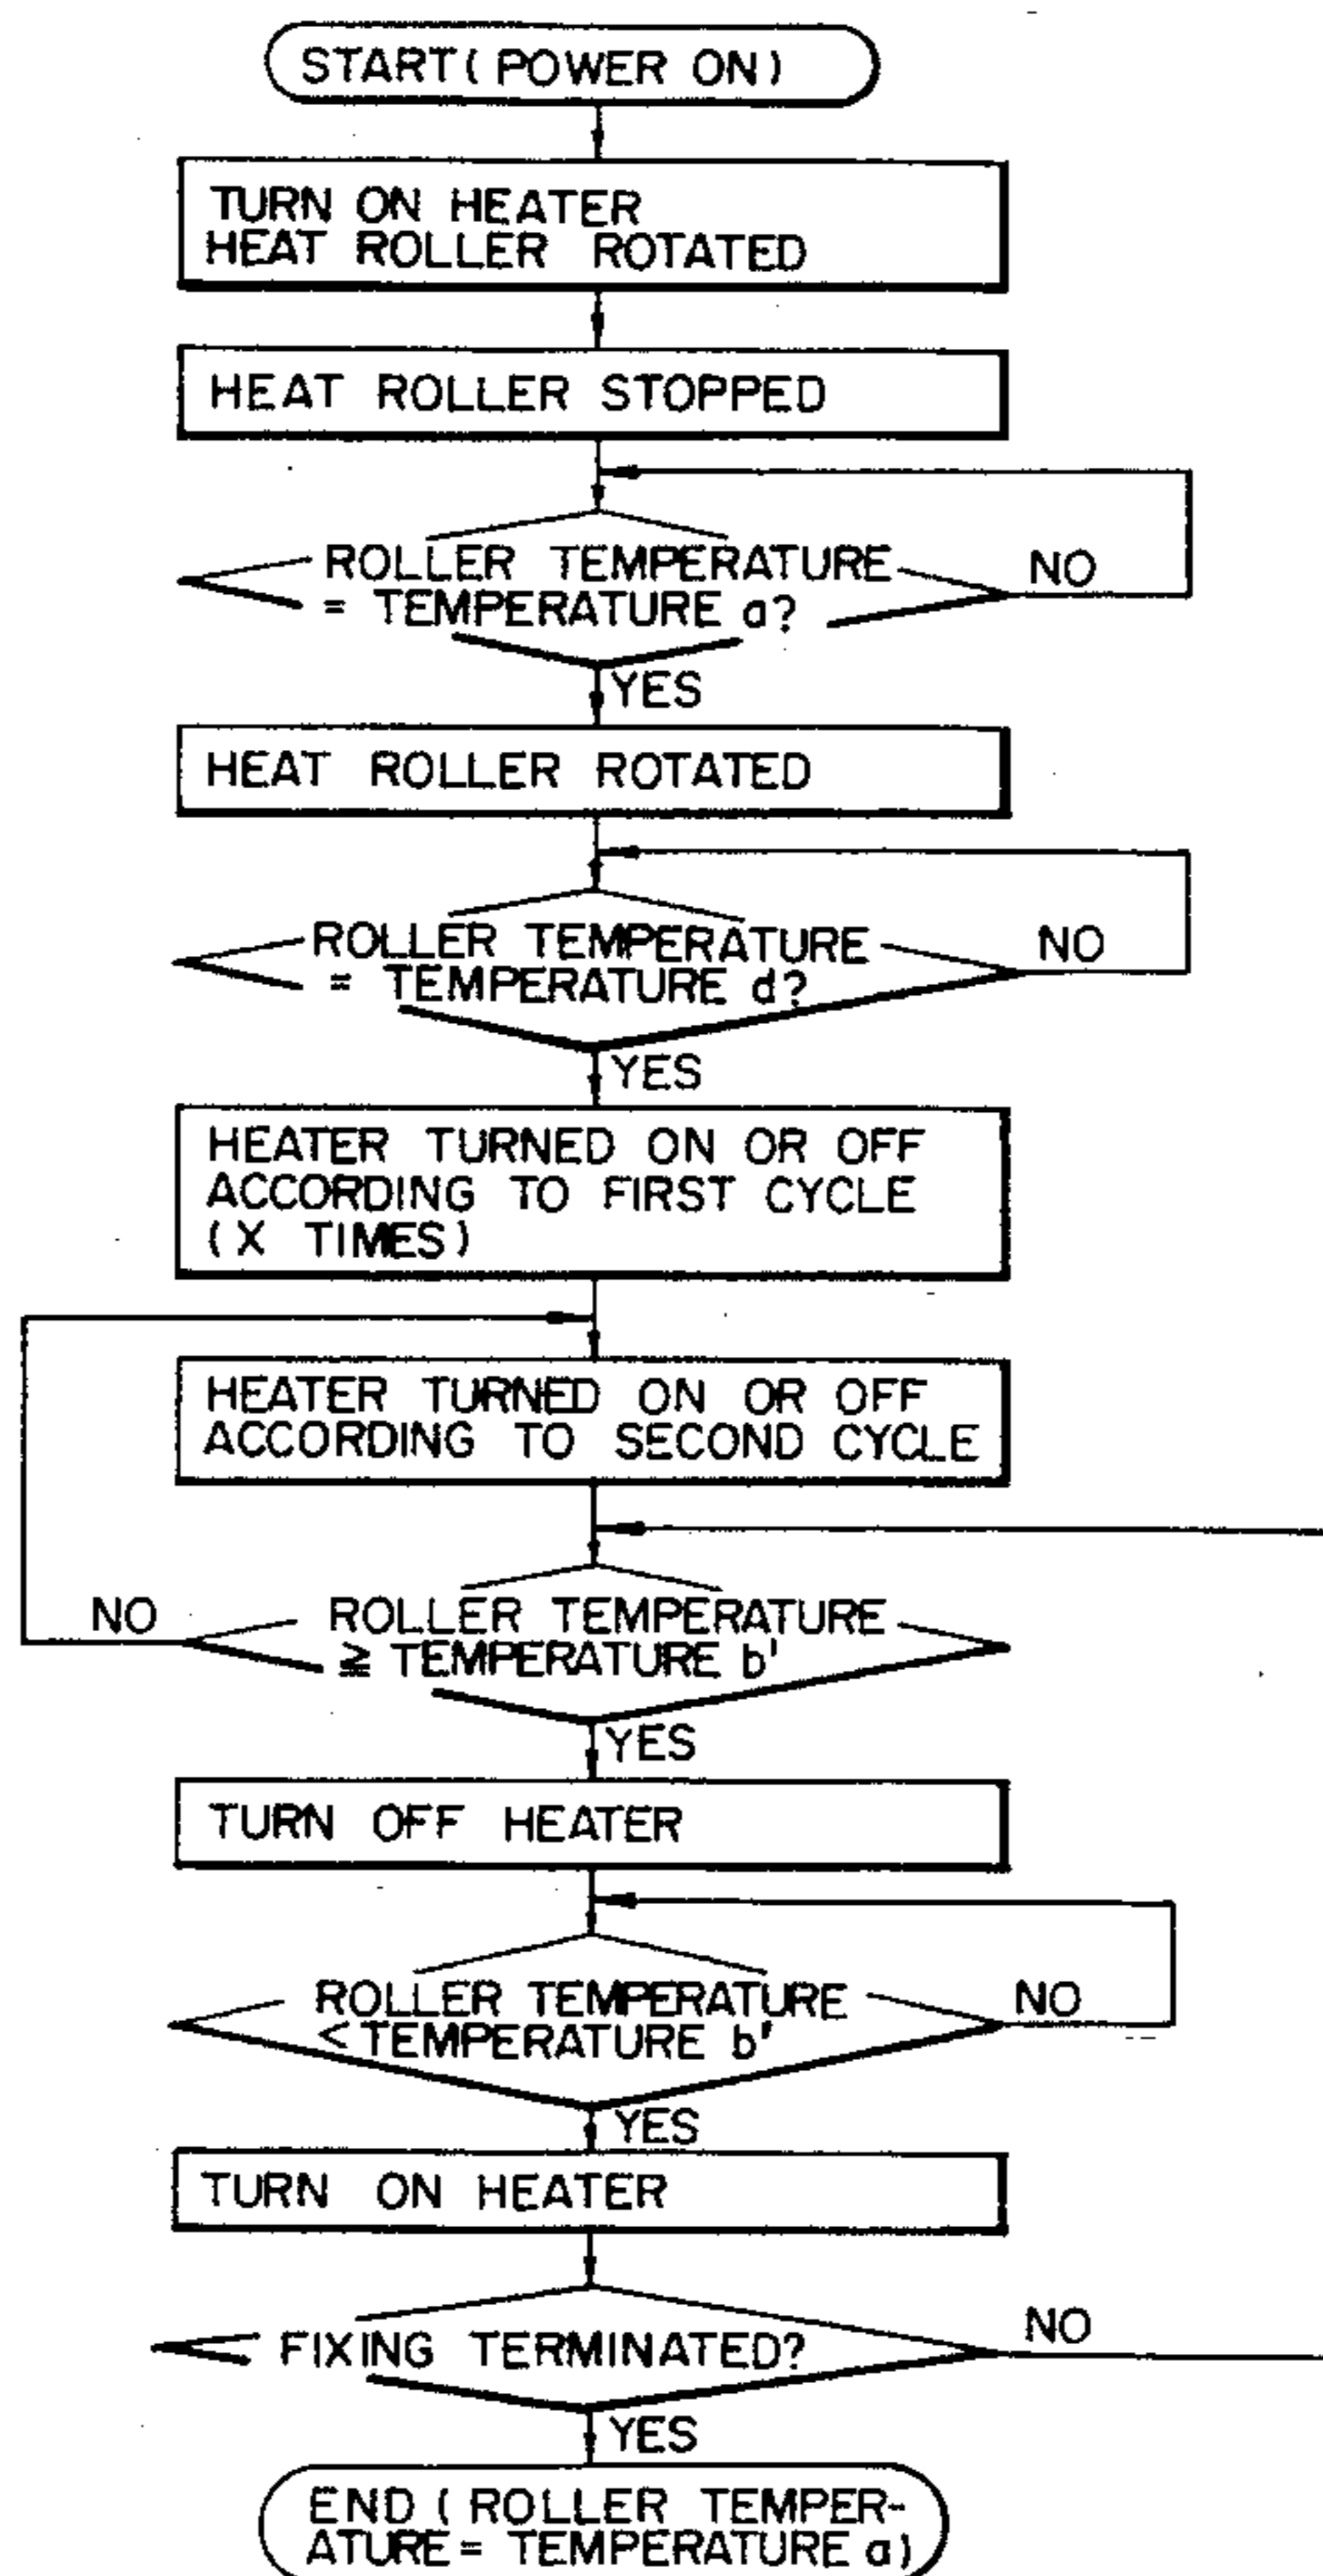 START ( POWER ON )
TURN ON HEATER
HEAT ROLLER ROTATED
HEAT ROLLER STOPPED
ROLLER TEMPERATURE
= TEMPERATURE a?
NO
YES
HEAT ROLLER ROTATED
ROLLER TEMPERATURE
= TEMPERATURE d?
NO
YES
HEATER TURNED ON OR OFF
ACCORDING TO FIRST CYCLE
( X TIMES )
HEATER TURNED ON OR OFF
ACCORDING TO SECOND CYCLE
NO
ROLLER TEMPERATURE
≧ TEMPERATURE b'
YES
TURN OFF HEATER
ROLLER TEMPERATURE
< TEMPERATURE b'
NO
YES
TURN ON HEATER
FIXING TERMINATED?
NO
YES
END ( ROLLER TEMPER-
ATURE = TEMPERATURE a )